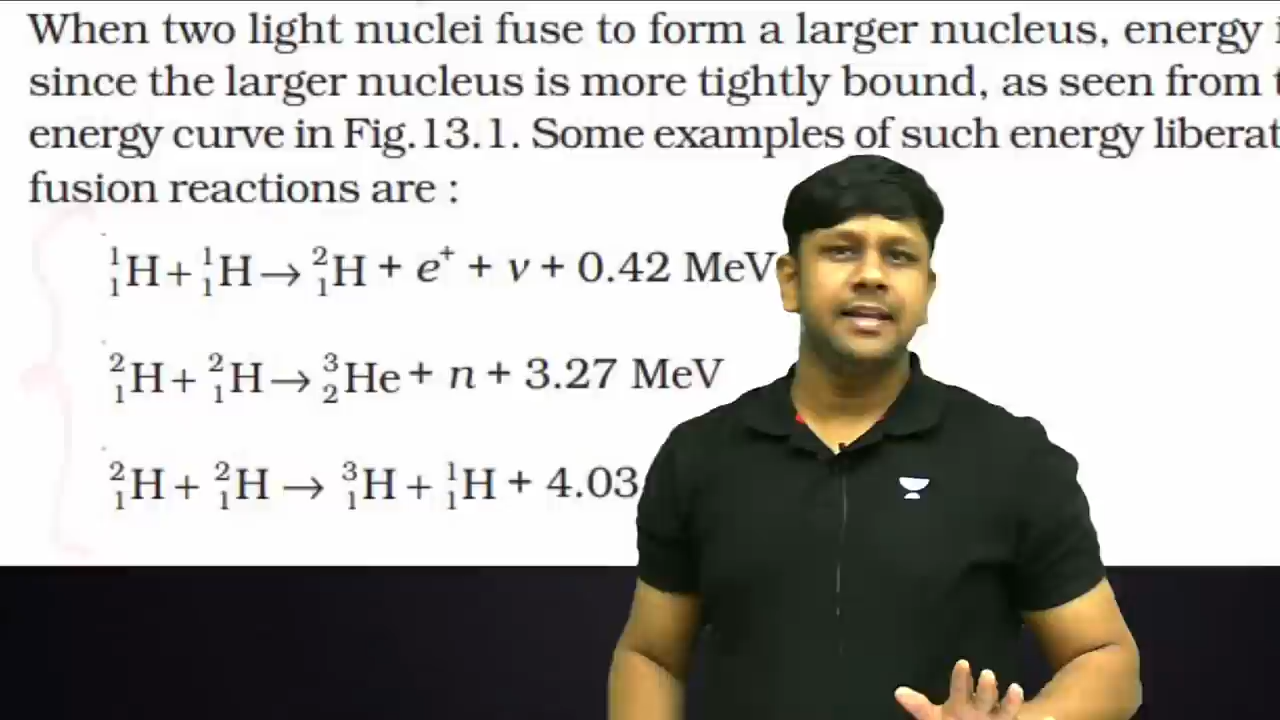 When two light nuclei fuse to form a larger nucleus, energy
since the larger nucleus is more tightly bound, as seen from
energy curve in Fig.13.1. Some examples of such energy liberat
fusion reactions are :
¹₁H + ¹₁H → ²₁H + e⁺ + ν + 0.42 MeV
²₁H + ²₁H → ³₂He + n + 3.27 MeV
²₁H + ²₁H → ³₁H + ¹₁H + 4.03